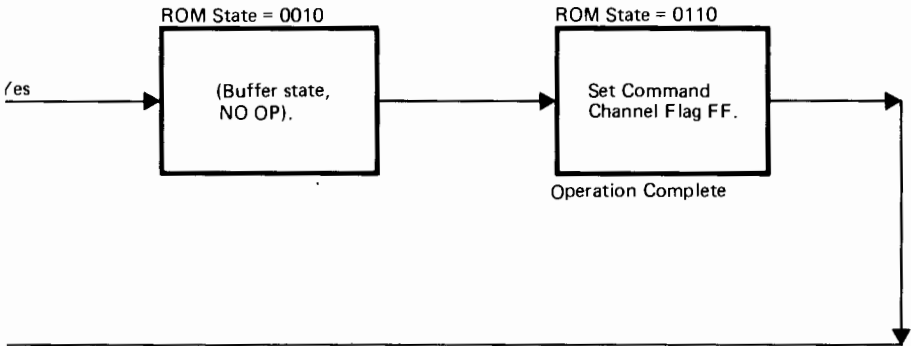 ROM State = 0010
ROM State = 0110
es
(Buffer state,
NO OP).
Set Command
Channel Flag FF.
Operation Complete